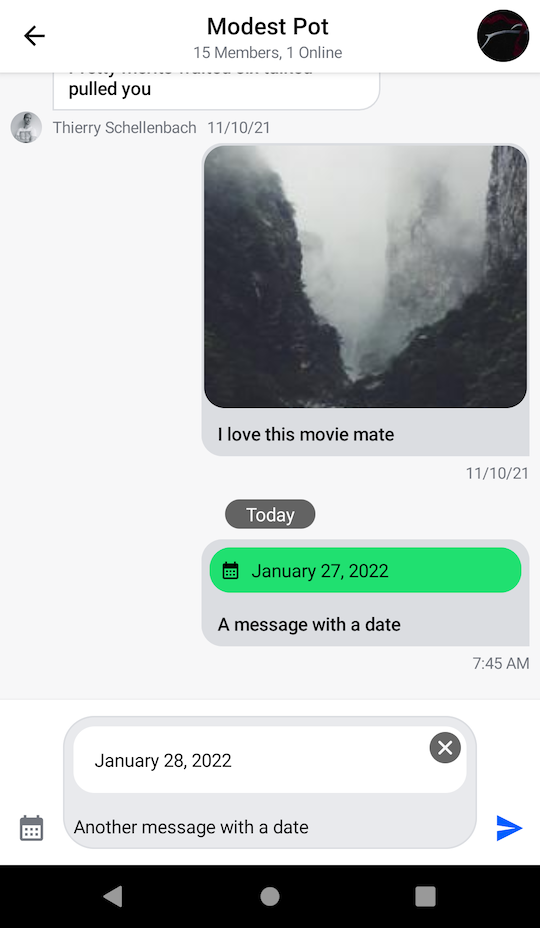 Modest Pot
15 Members, 1 Online
pulled you
Thierry Schellenbach 11/10/21
I love this movie mate
11/10/21
Today
January 27, 2022
A message with a date
7:45 AM
January 28, 2022
Another message with a date